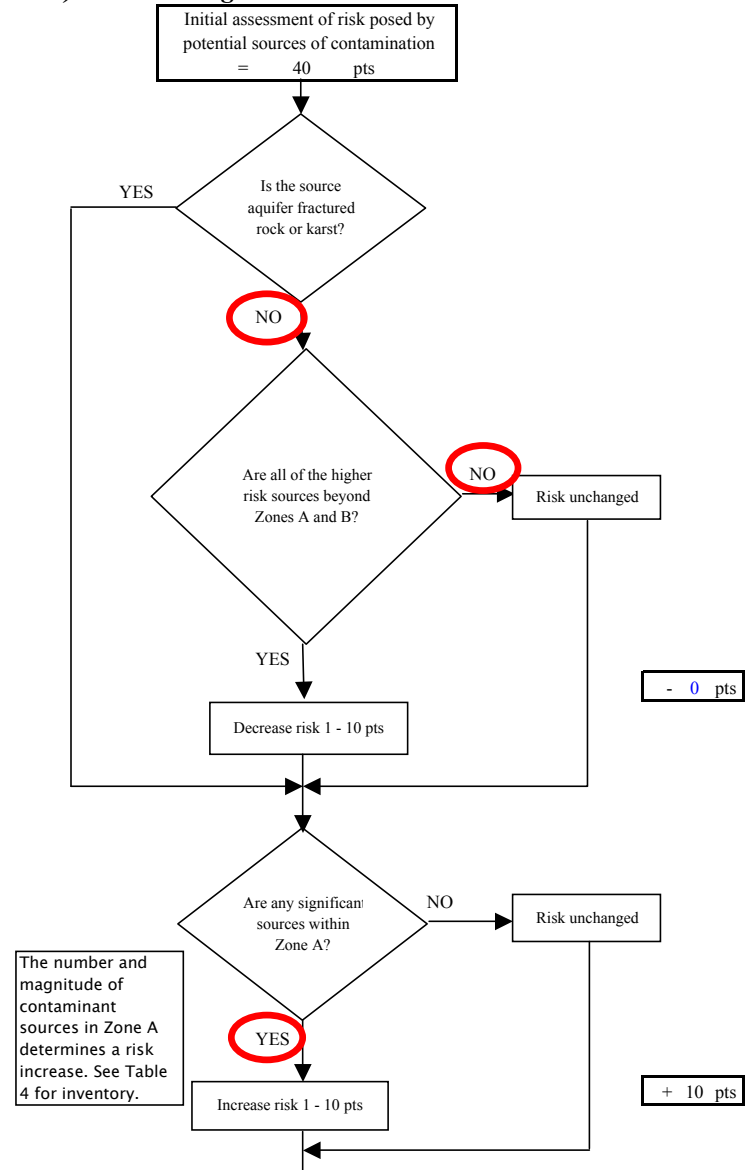 Initial assessment of risk posed by
potential sources of contamination
= 40 pts
YES
Is the source
aquifer fractured
rock or karst?
NO
Are all of the higher
risk sources beyond
Zones A and B?
NO
Risk unchanged
YES
- 0 pts
Decrease risk 1 - 10 pts
Are any significan
sources within
Zone A?
NO
Risk unchanged
The number and
magnitude of
contaminant
sources in Zone A
determines a risk
increase. See Table
4 for inventory.
YES
Increase risk 1 - 10 pts
+ 10 pts